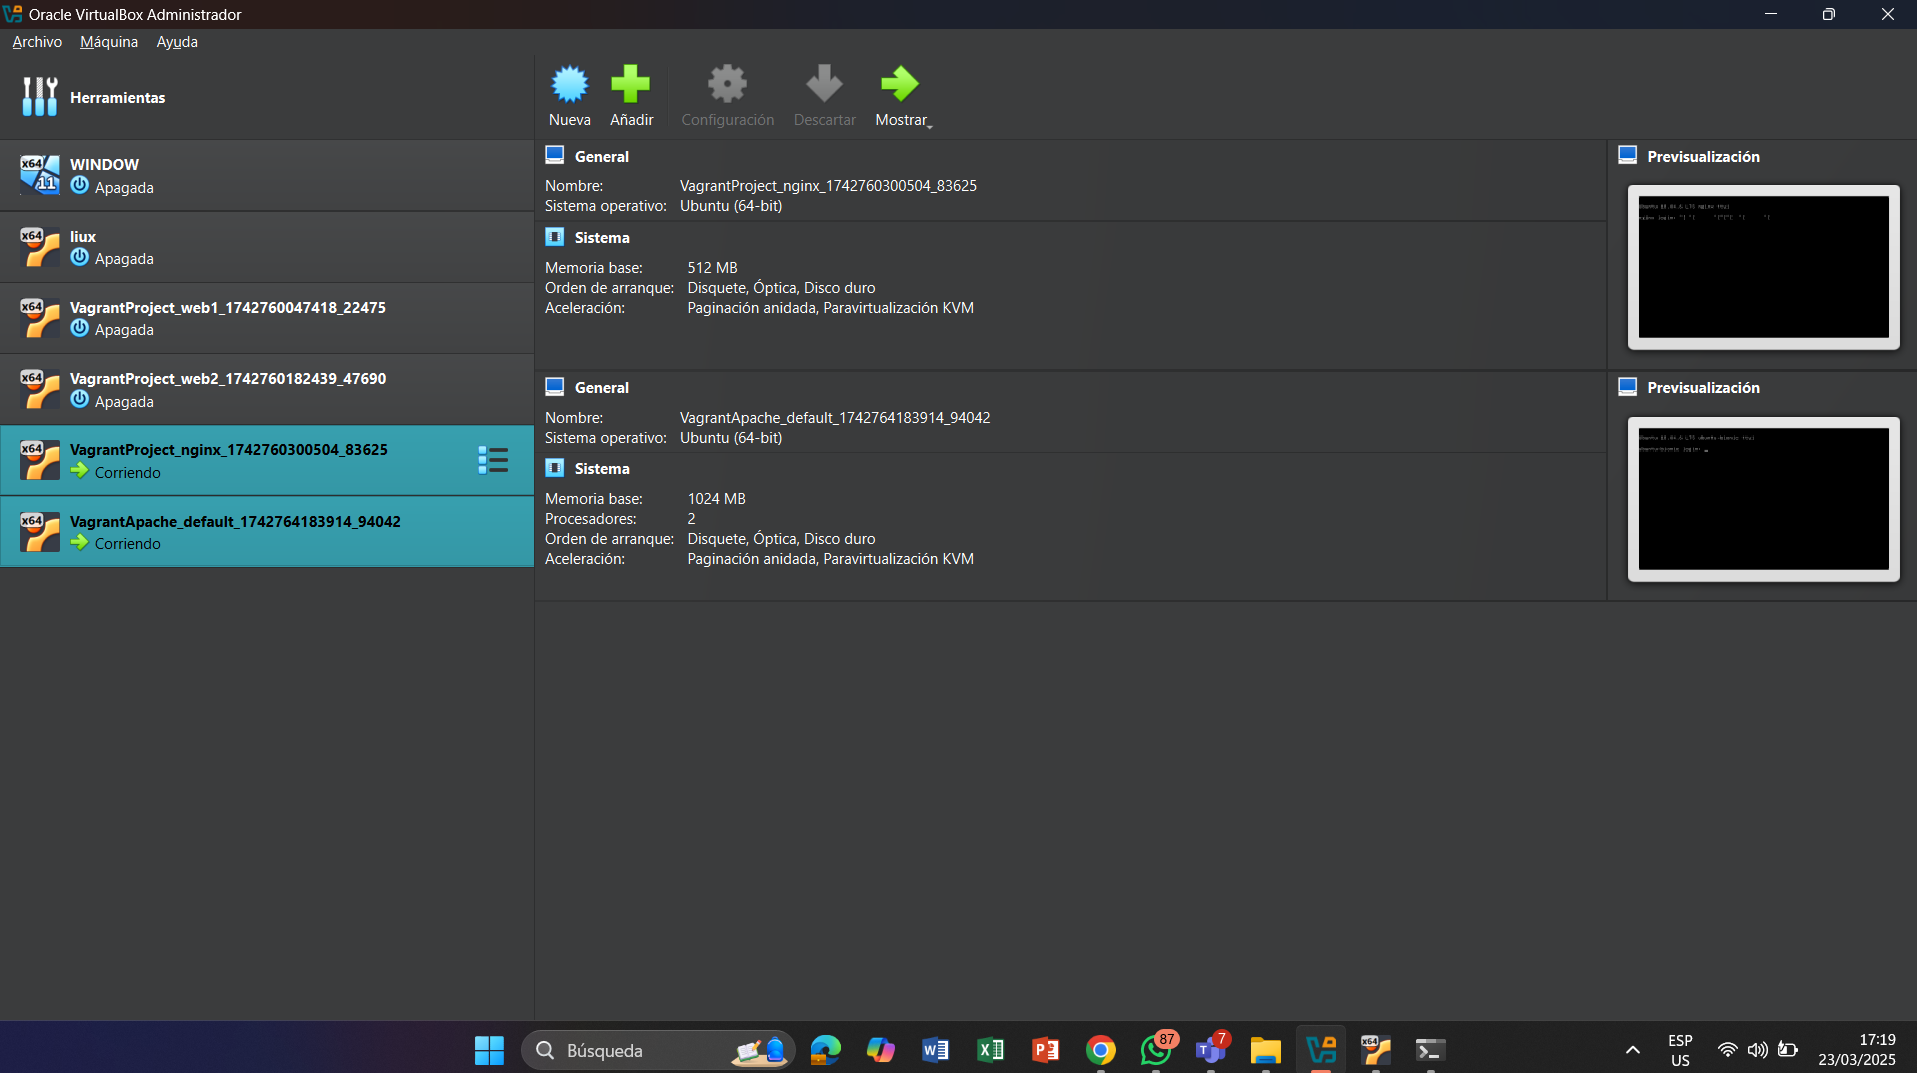 Oracle VirtualBox Administrador
Archivo Máquina Ayuda
Herramientas
Nueva Añadir Configuración Descartar Mostrar
x64 11 WINDOW
Apagada
x64 liux
Apagada
x64 VagrantProject_web1_1742760047418_22475
Apagada
x64 VagrantProject_web2_1742760182439_47690
Apagada
x64 VagrantProject_nginx_1742760300504_83625
Corriendo
x64 VagrantApache_default_1742764183914_94042
Corriendo
General
Nombre: VagrantProject_nginx_1742760300504_83625
Sistema operativo: Ubuntu (64-bit)
Sistema
Memoria base: 512 MB
Orden de arranque: Disquete, Óptica, Disco duro
Aceleración: Paginación anidada, Paravirtualización KVM
Previsualización
General
Nombre: VagrantApache_default_1742764183914_94042
Sistema operativo: Ubuntu (64-bit)
Sistema
Memoria base: 1024 MB
Procesadores: 2
Orden de arranque: Disquete, Óptica, Disco duro
Aceleración: Paginación anidada, Paravirtualización KVM
Previsualización
Búsqueda
87
7
x64
ESP
US
17:19
23/03/2025